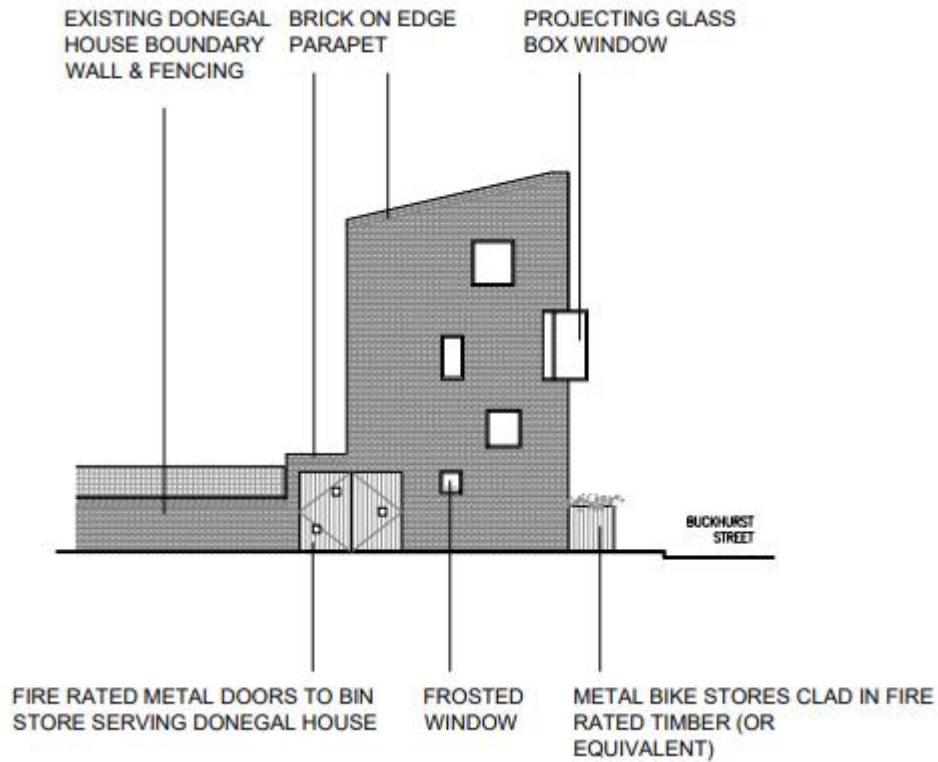 EXISTING DONEGAL
HOUSE BOUNDARY
WALL & FENCING
BRICK ON EDGE
PARAPET
PROJECTING GLASS
BOX WINDOW
BUCKHURST
STREET
FIRE RATED METAL DOORS TO BIN
STORE SERVING DONEGAL HOUSE
FROSTED
WINDOW
METAL BIKE STORES CLAD IN FIRE
RATED TIMBER (OR
EQUIVALENT)